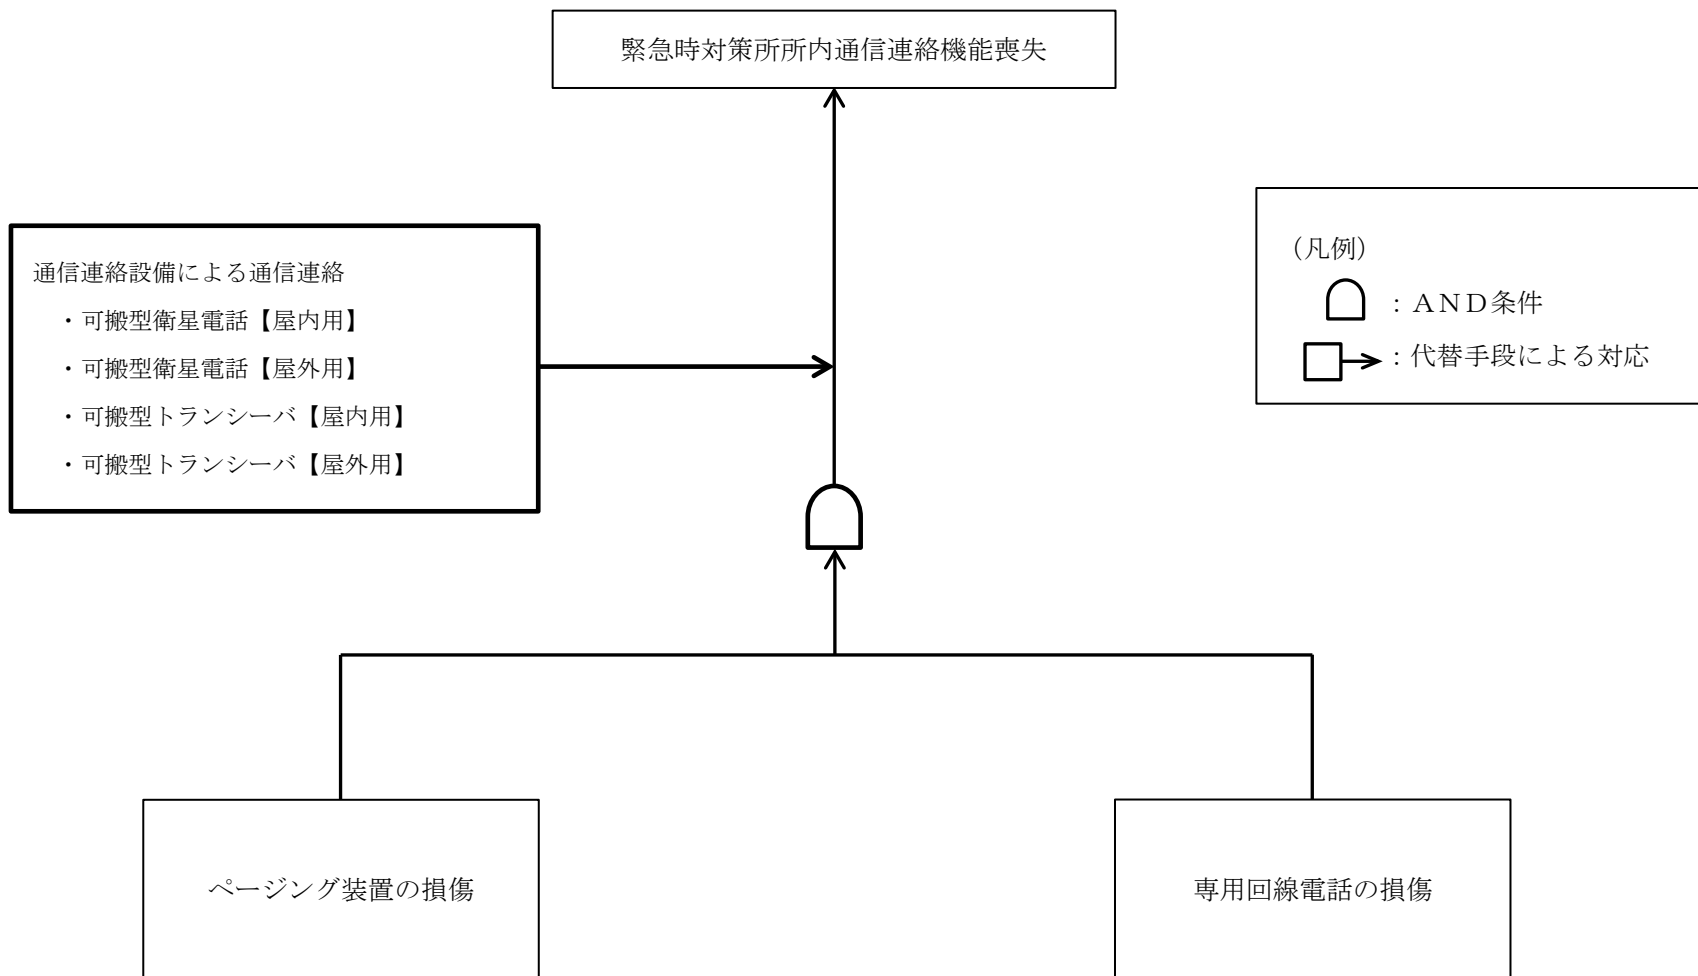 緊急時対策所所内通信連絡機能喪失
通信連絡設備による通信連絡
・可搬型衛星電話【屋内用】
・可搬型衛星電話【屋外用】
・可搬型トランシーバ【屋内用】
・可搬型トランシーバ【屋外用】
（凡例）
：ＡＮＤ条件
：代替手段による対応
ページング装置の損傷
専用回線電話の損傷